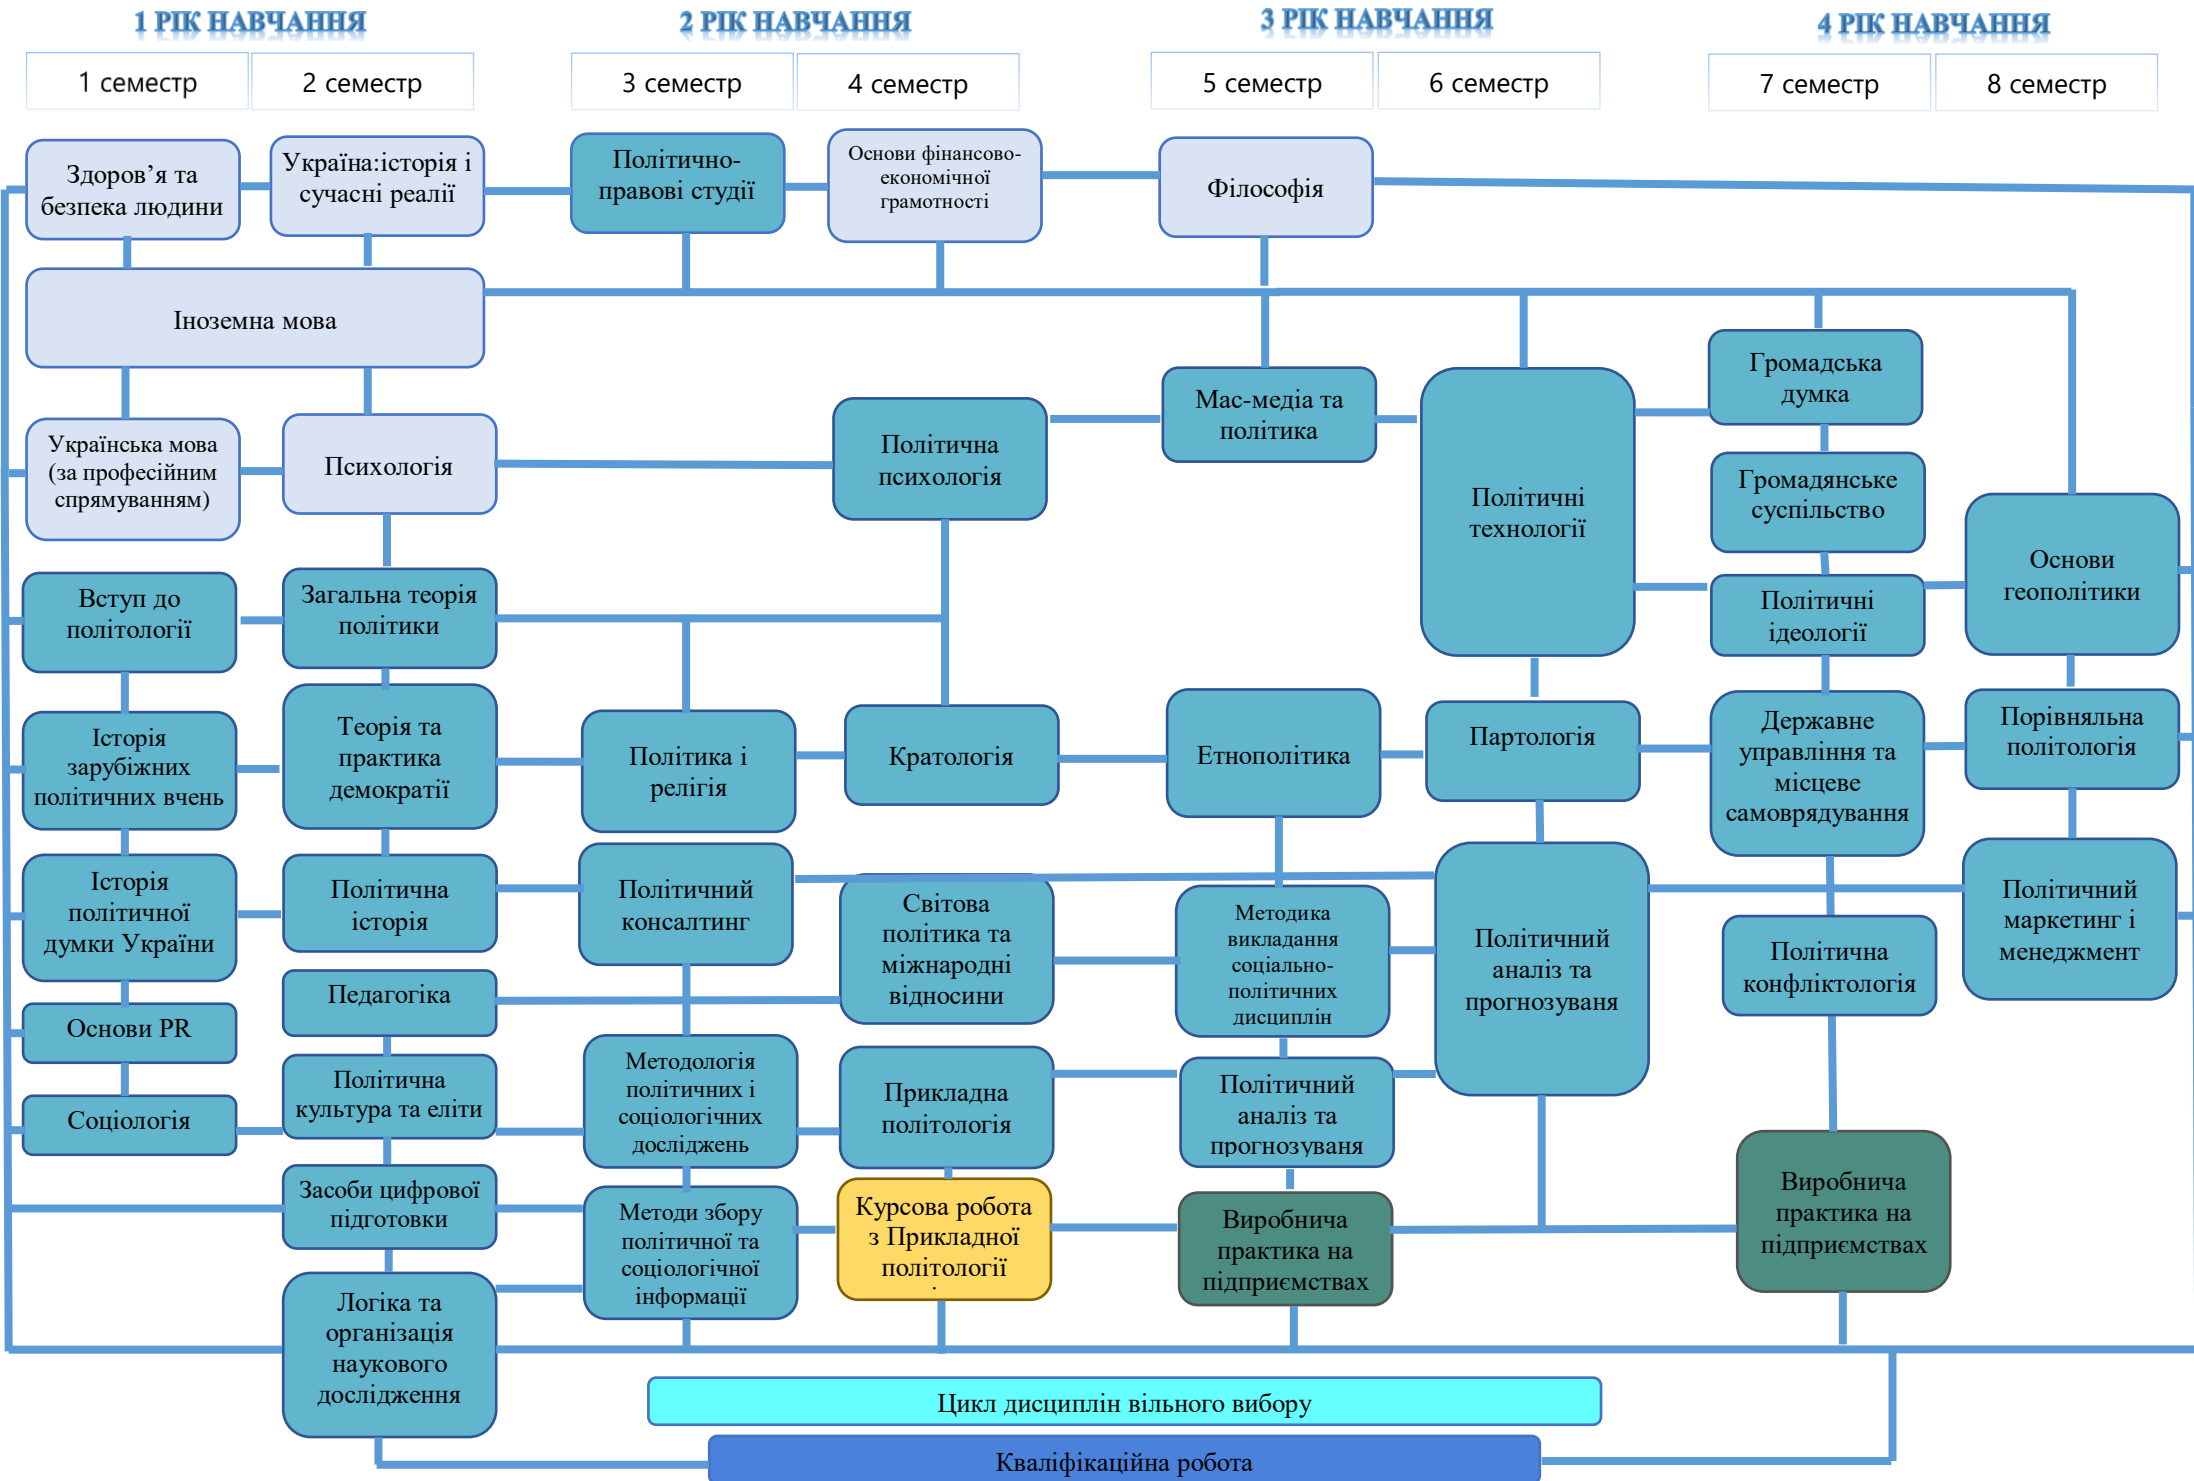 1 РІК НАВЧАННЯ
2 РІК НАВЧАННЯ
3 РІК НАВЧАННЯ
4 РІК НАВЧАННЯ
1 семестр
2 семестр
3 семестр
4 семестр
5 семестр
6 семестр
7 семестр
8 семестр
Здоров’я та
безпека людини
Україна:історія і
сучасні реалії
Політично-
правові студії
Основи фінансово-
економічної
грамотності
Філософія
Іноземна мова
Українська мова
(за професійним
спрямуванням)
Психологія
Політична
психологія
Мас-медіа та
політика
Політичні
технології
Громадська
думка
Громадянське
суспільство
Політичні
ідеології
Основи
геополітики
Вступ до
політології
Загальна теорія
політики
Історія
зарубіжних
політичних вчень
Теорія та
практика
демократії
Політика і
релігія
Кратологія
Етнополітика
Партологія
Державне
управління та
місцеве
самоврядування
Порівняльна
політологія
Історія
політичної
думки України
Політична
історія
Політичний
консалтинг
Світова
політика та
міжнародні
відносини
Методика
викладання
соціально-
політичних
дисциплін
Політичний
аналіз та
прогнозуваня
Політична
конфліктологія
Політичний
маркетинг і
менеджмент
Основи PR
Педагогіка
Соціологія
Політична
культура та еліти
Методологія
політичних і
соціологічних
досліджень
Прикладна
політологія
Політичний
аналіз та
прогнозуваня
Засоби цифрової
підготовки
Методи збору
політичної та
соціологічної
інформації
Курсова робота
з Прикладної
політології
Виробнича
практика на
підприємствах
Виробнича
практика на
підприємствах
Логіка та
організація
наукового
дослідження
Цикл дисциплін вільного вибору
Кваліфікаційна робота